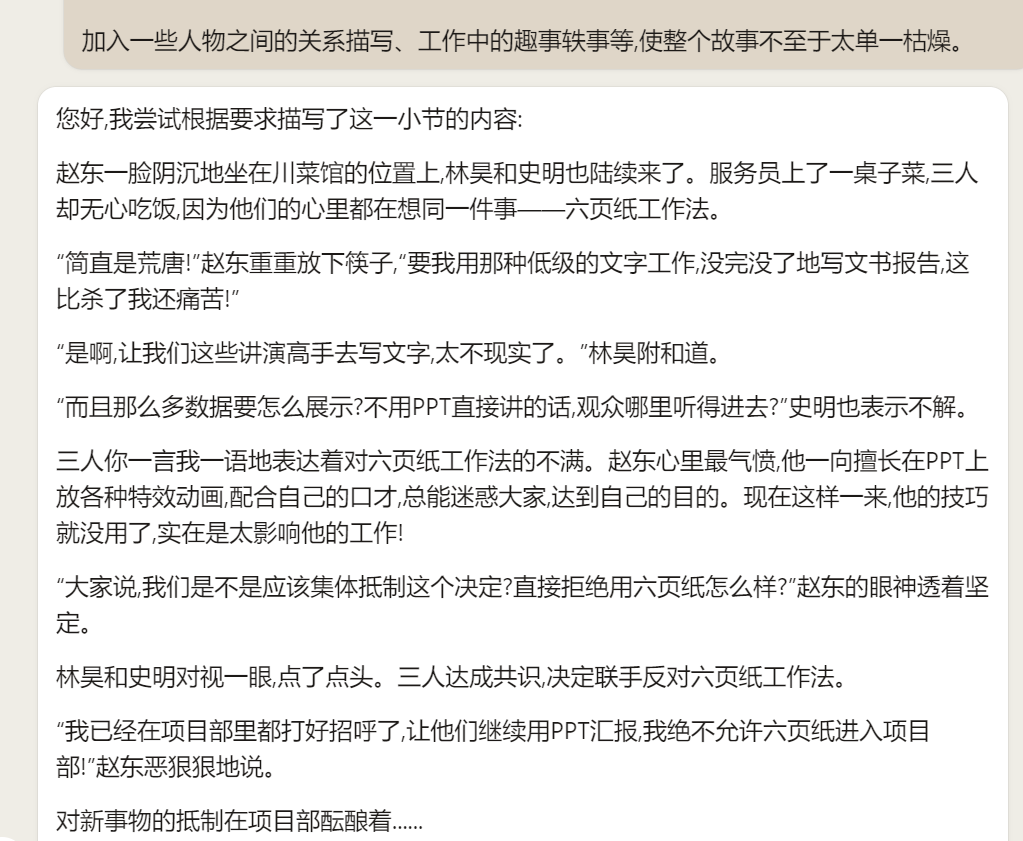 加入一些人物之间的关系描写、工作中的趣事轶事等,使整个故事不至于太单一枯燥。
您好,我尝试根据要求描写了这一小节的内容:
赵东一脸阴沉地坐在川菜馆的位置上,林昊和史明也陆续来了。服务员上了一桌子菜,三人
却无心吃饭,因为他们的心里都在想同一件事——六页纸工作法。
“简直是荒唐!”赵东重重放下筷子,“要我用那种低级的文字工作,没完没了地写文书报告,这
比杀了我还痛苦!”
“是啊,让我们这些讲演高手去写文字,太不现实了。”林昊附和道。
“而且那么多数据要怎么展示?不用PPT直接讲的话,观众哪里听得进去?”史明也表示不解。
三人你一言我一语地表达着对六页纸工作法的不满。赵东心里最气愤,他一向擅长在PPT上
放各种特效动画,配合自己的口才,总能迷惑大家,达到自己的目的。现在这样一来,他的技巧
就没用了,实在是太影响他的工作!
“大家说,我们是不是应该集体抵制这个决定?直接拒绝用六页纸怎么样?”赵东的眼神透着坚
定。
林昊和史明对视一眼,点了点头。三人达成共识,决定联手反对六页纸工作法。
“我已经在项目部里都打好招呼了,让他们继续用PPT汇报,我绝不允许六页纸进入项目
部!”赵东恶狠狠地说。
对新事物的抵制在项目部酝酿着......